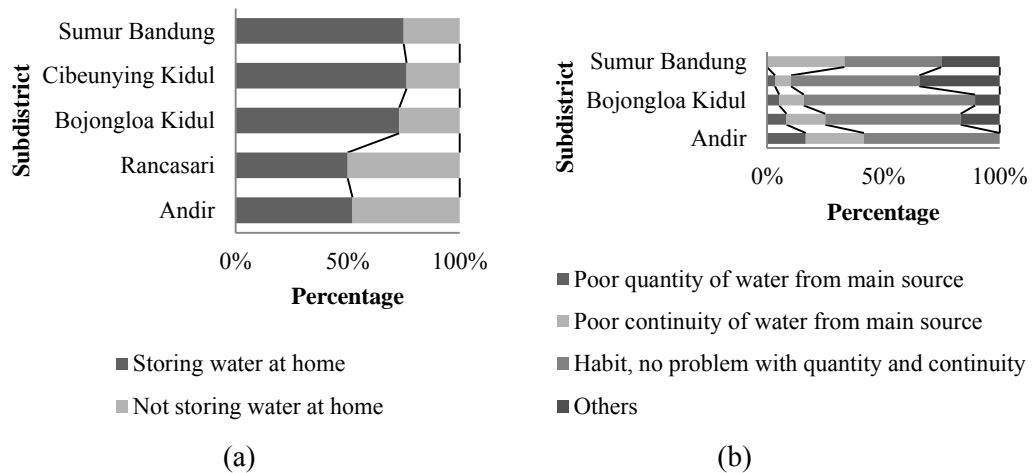 Sumur Bandung
Cibeunying Kidul
Bojongloa Kidul
Rancasari
Andir
Subdistrict
0% 50% 100%
Percentage
Storing water at home
Not storing water at home
(a)
Sumur Bandung
Bojongloa Kidul
Andir
Subdistrict
0% 50% 100%
Percentage
Poor quantity of water from main source
Poor continuity of water from main source
Habit, no problem with quantity and continuity
Others
(b)